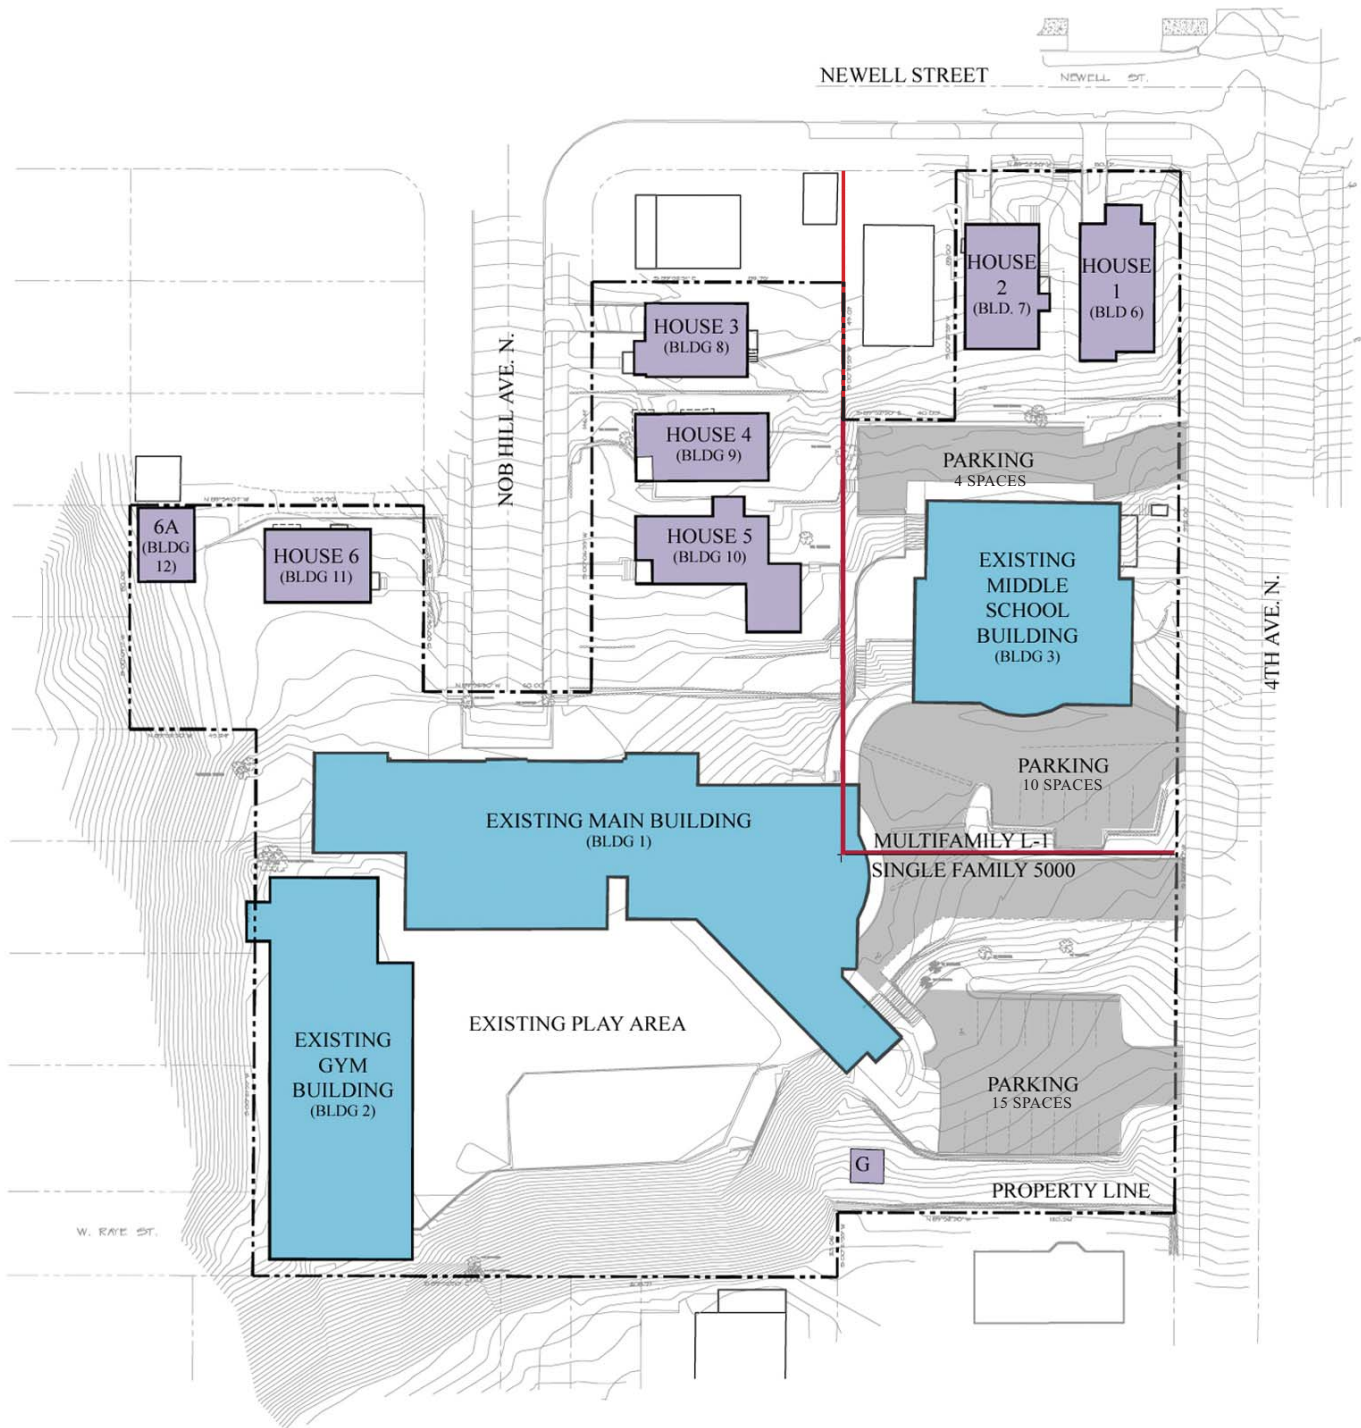 NEWELL STREET
NEWELL ST.
HOUSE
2
(BLD. 7)
HOUSE
1
(BLD 6)
HOUSE 3
(BLDG 8)
NOB HILL AVE. N.
HOUSE 4
(BLDG 9)
PARKING
4 SPACES
6A
(BLDG
12)
HOUSE 6
(BLDG 11)
HOUSE 5
(BLDG 10)
EXISTING
MIDDLE
SCHOOL
BUILDING
(BLDG 3)
4TH AVE. N.
PARKING
10 SPACES
EXISTING MAIN BUILDING
(BLDG 1)
MULTIFAMILY L-1
SINGLE FAMILY 5000
EXISTING PLAY AREA
EXISTING
GYM
BUILDING
(BLDG 2)
PARKING
15 SPACES
G
PROPERTY LINE
W. RAYE ST.